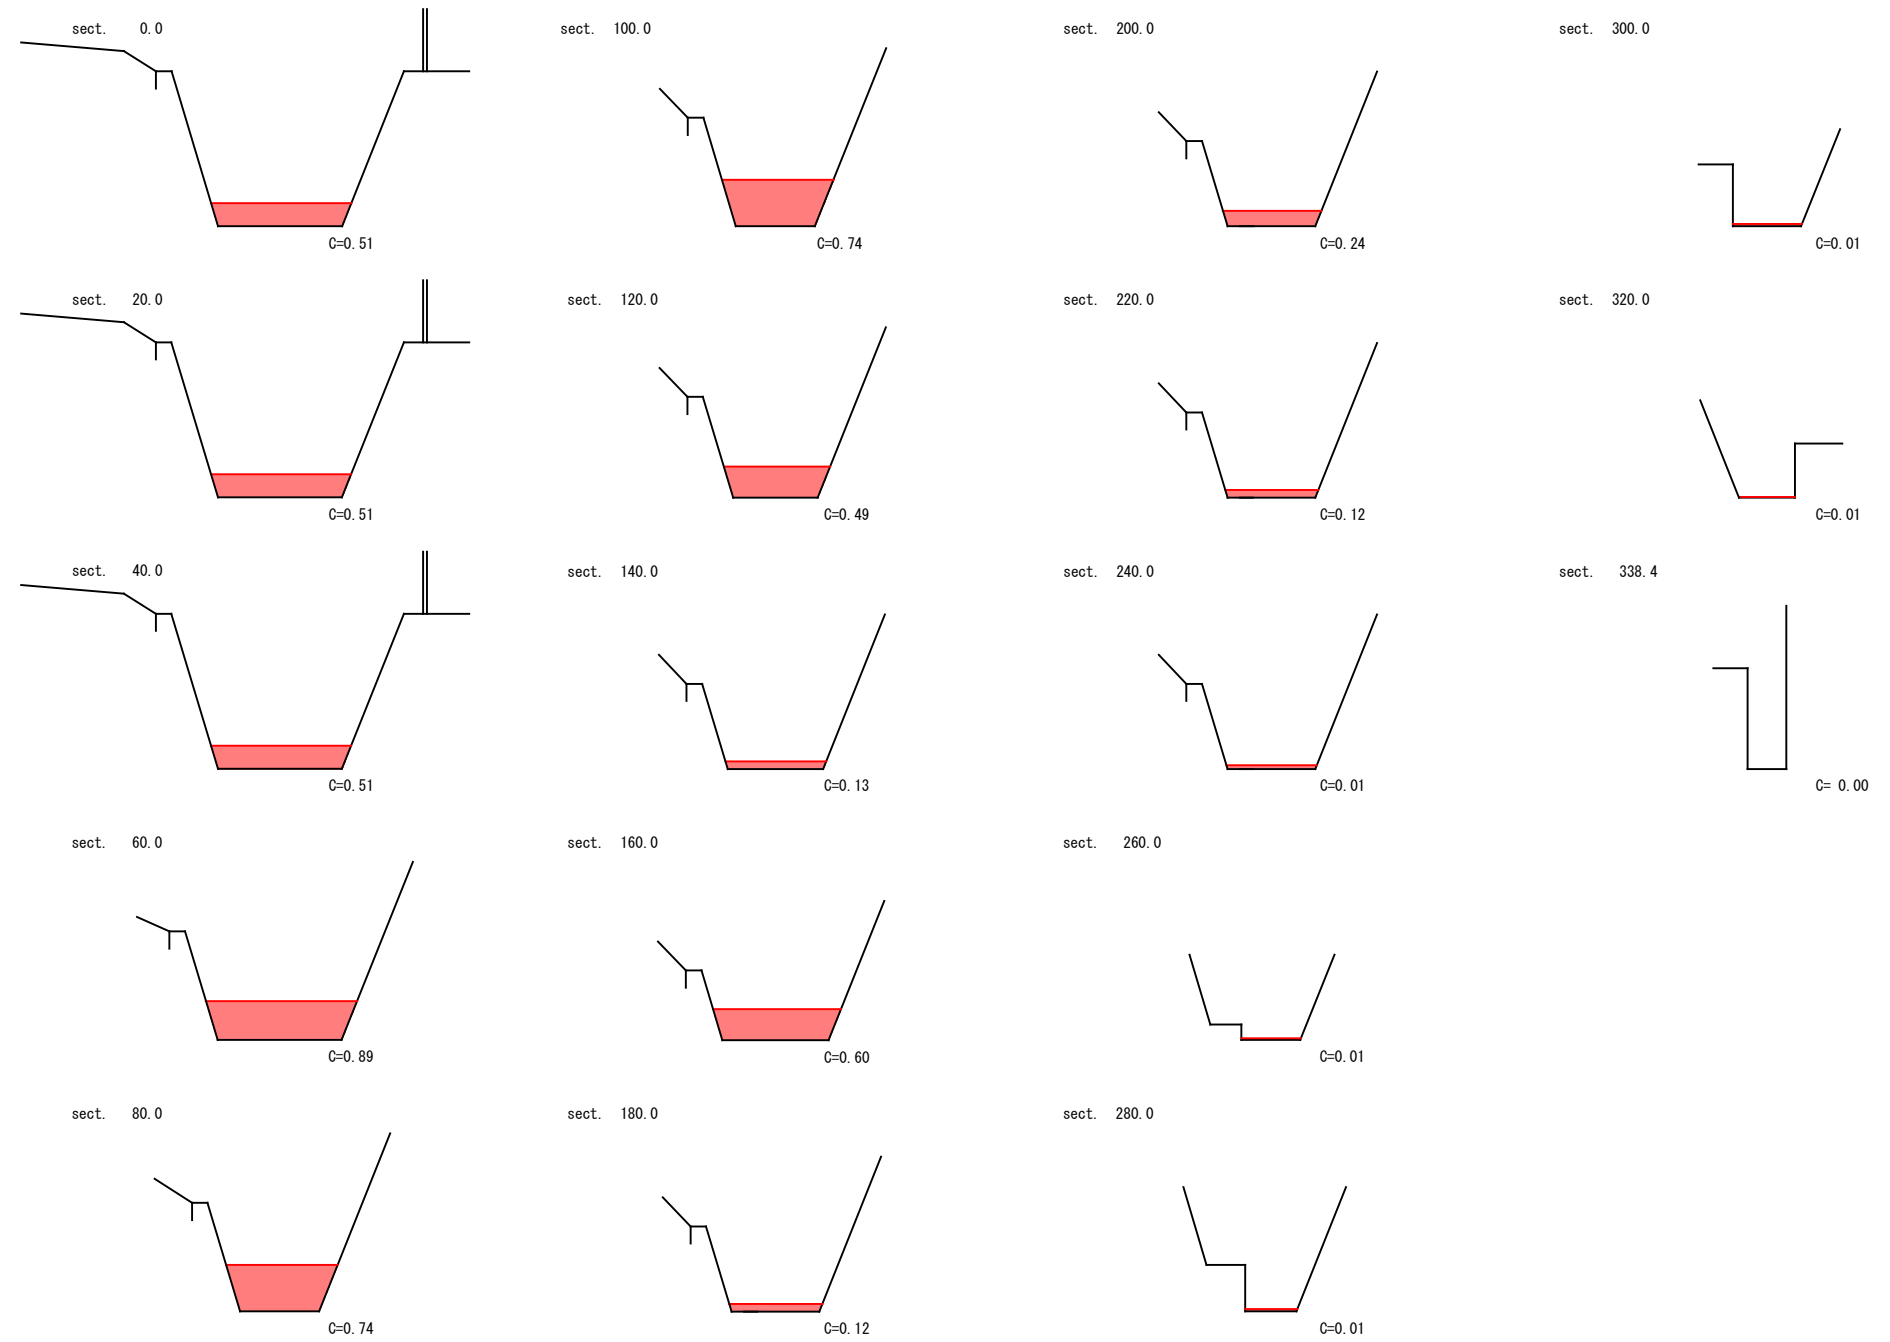 sect. 0.0
C=0.51
sect. 20.0
C=0.51
sect. 40.0
C=0.51
sect. 60.0
C=0.89
sect. 80.0
C=0.74
sect. 100.0
C=0.74
sect. 120.0
C=0.49
sect. 140.0
C=0.13
sect. 160.0
C=0.60
sect. 180.0
C=0.12
sect. 200.0
C=0.24
sect. 220.0
C=0.12
sect. 240.0
C=0.01
sect. 260.0
C=0.01
sect. 280.0
C=0.01
sect. 300.0
C=0.01
sect. 320.0
C=0.01
sect. 338.4
C= 0.00